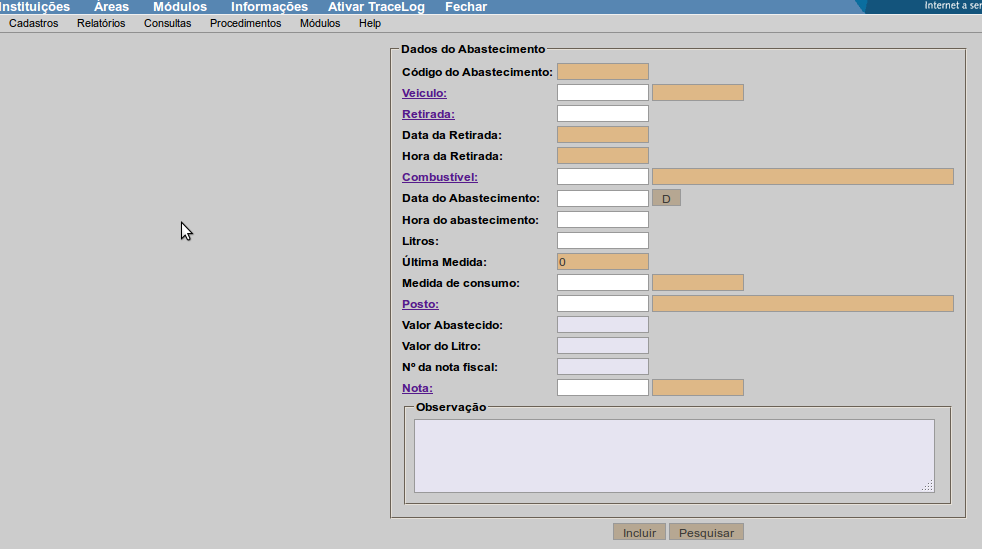 Instituições Áreas Módulos Informações Ativar TraceLog Fechar Internet a ser
Cadastros Relatórios Consultas Procedimentos Módulos Help
Dados do Abastecimento
Código do Abastecimento:
Veiculo:
Retirada:
Data da Retirada:
Hora da Retirada:
Combustível:
Data do Abastecimento: D
Hora do abastecimento:
Litros:
Última Medida: 0
Medida de consumo:
Posto:
Valor Abastecido:
Valor do Litro:
Nº da nota fiscal:
Nota:
Observação
Incluir Pesquisar